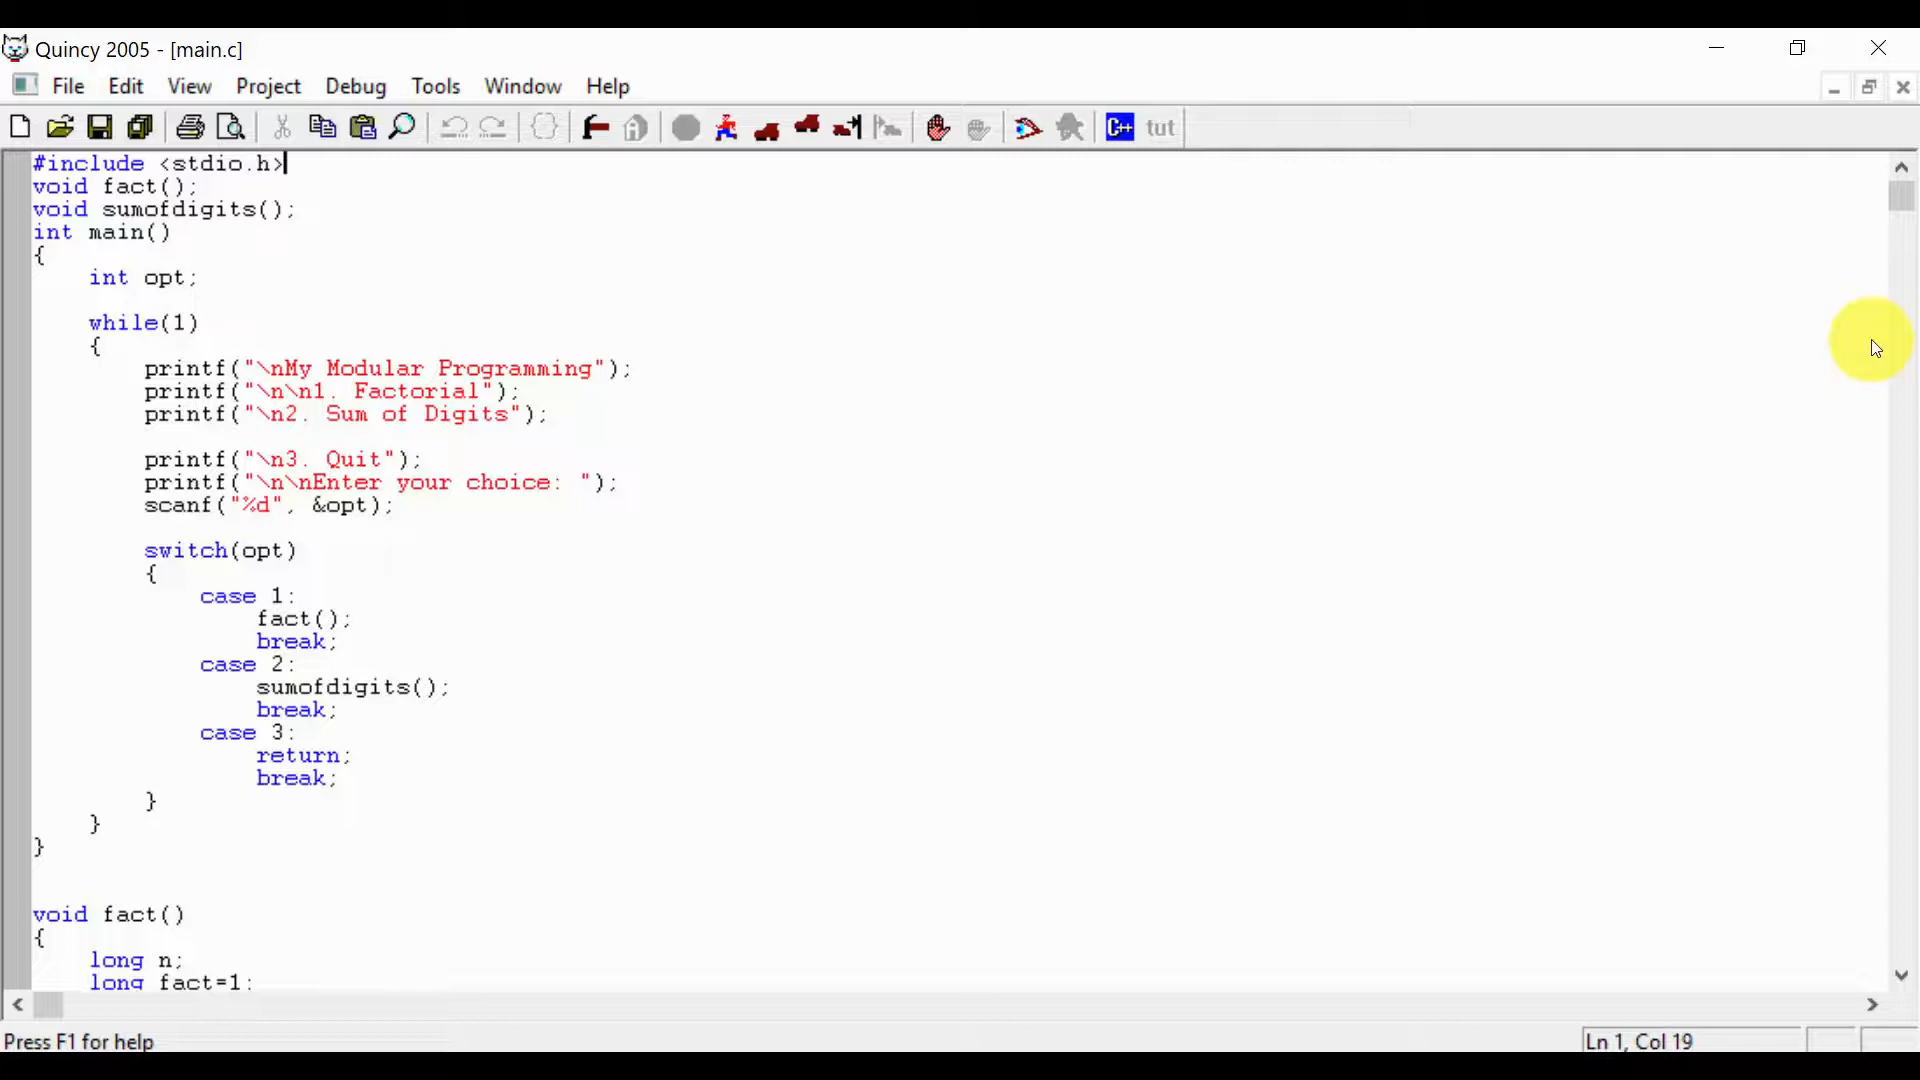 Quincy 2005 - [main.c]
File Edit View Project Debug Tools Window Help
C++ tut
#include <stdio.h>
void fact();
void sumofdigits();
int main()
{
    int opt;
    while(1)
    {
        printf("\nMy Modular Programming");
        printf("\n\n1. Factorial");
        printf("\n2. Sum of Digits");
        printf("\n3. Quit");
        printf("\n\nEnter your choice: ");
        scanf("%d", &opt);
        switch(opt)
        {
            case 1:
                fact();
                break;
            case 2:
                sumofdigits();
                break;
            case 3:
                return;
                break;
        }
    }
}
void fact()
{
    long n;
    long fact=1;
Press F1 for help
Ln 1, Col 19